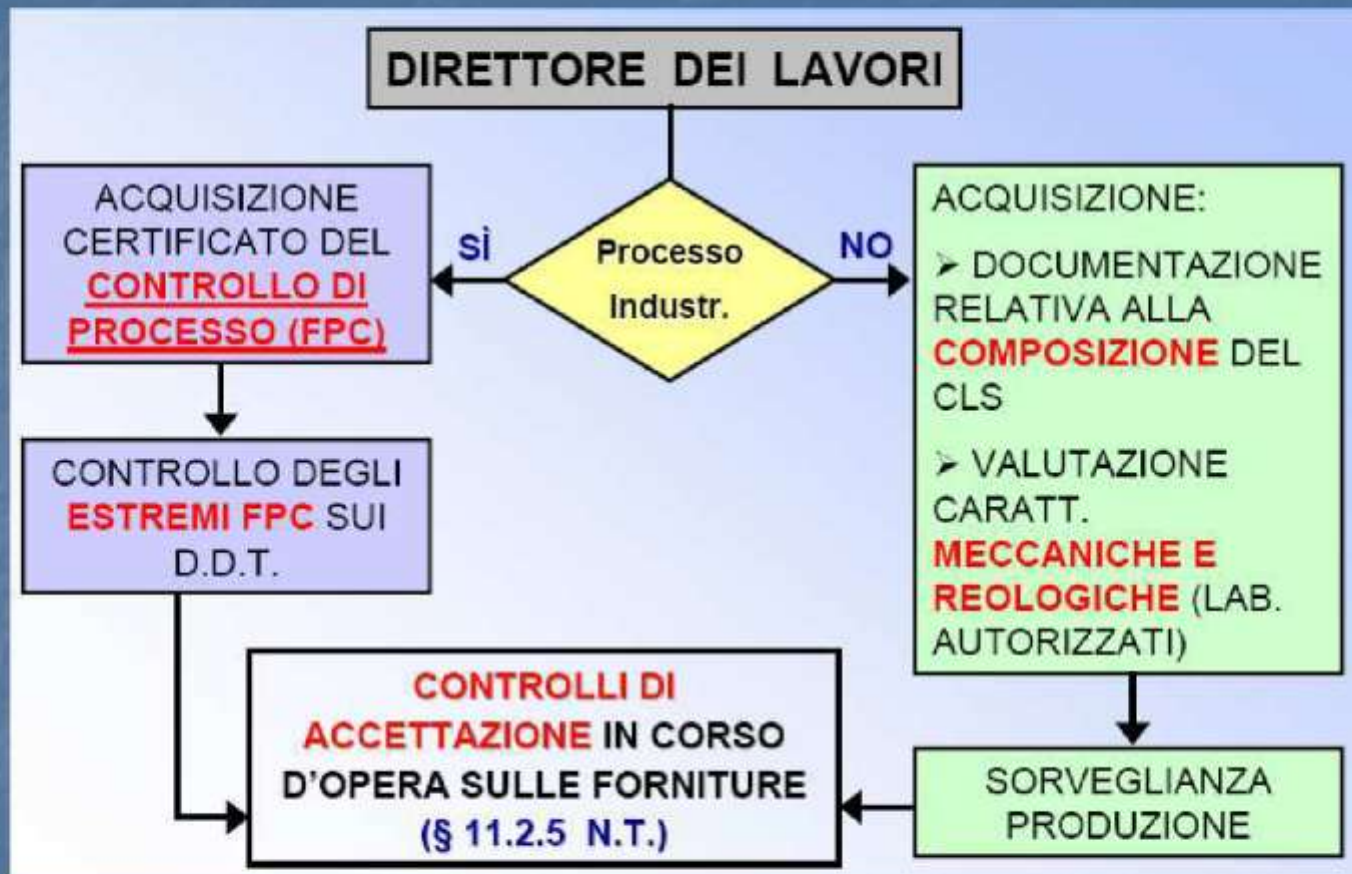 DIRETTORE DEI LAVORI
ACQUISIZIONE
CERTIFICATO DEL
CONTROLLO DI
PROCESSO (FPC)
SÌ
Processo
Industr.
NO
ACQUISIZIONE:
➢ DOCUMENTAZIONE
RELATIVA ALLA
COMPOSIZIONE DEL
CLS
➢ VALUTAZIONE
CARATT.
MECCANICHE E
REOLOGICHE (LAB.
AUTORIZZATI)
CONTROLLO DEGLI
ESTREMI FPC SUI
D.D.T.
CONTROLLI DI
ACCETTAZIONE IN CORSO
D'OPERA SULLE FORNITURE
(§ 11.2.5 N.T.)
SORVEGLIANZA
PRODUZIONE